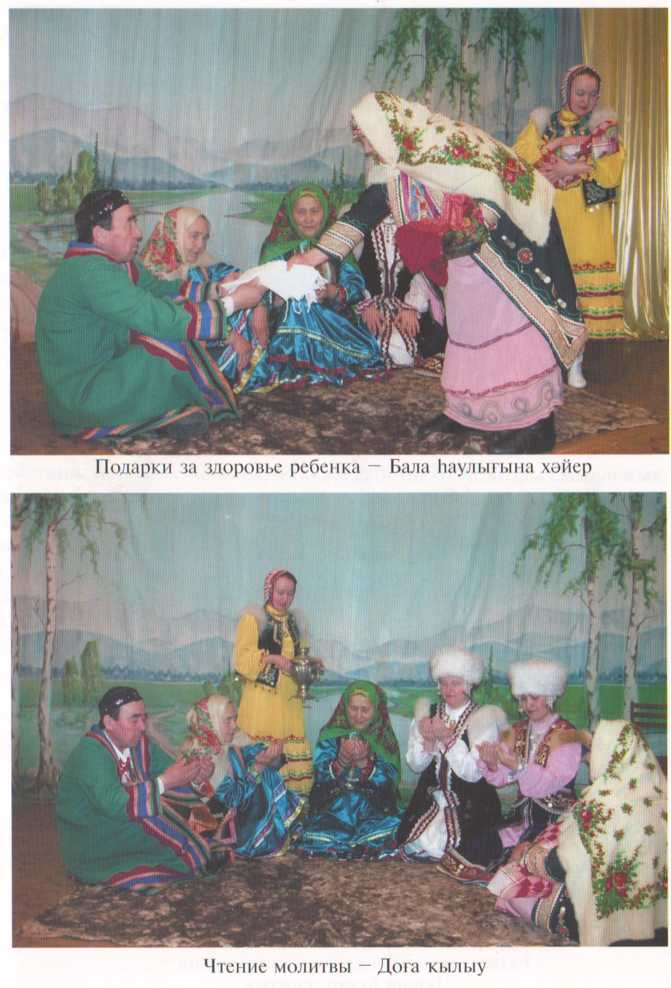 Подарки за здоровье ребенка – Бала һаулығына хәйер
Чтение молитвы – Доға ҡылыу